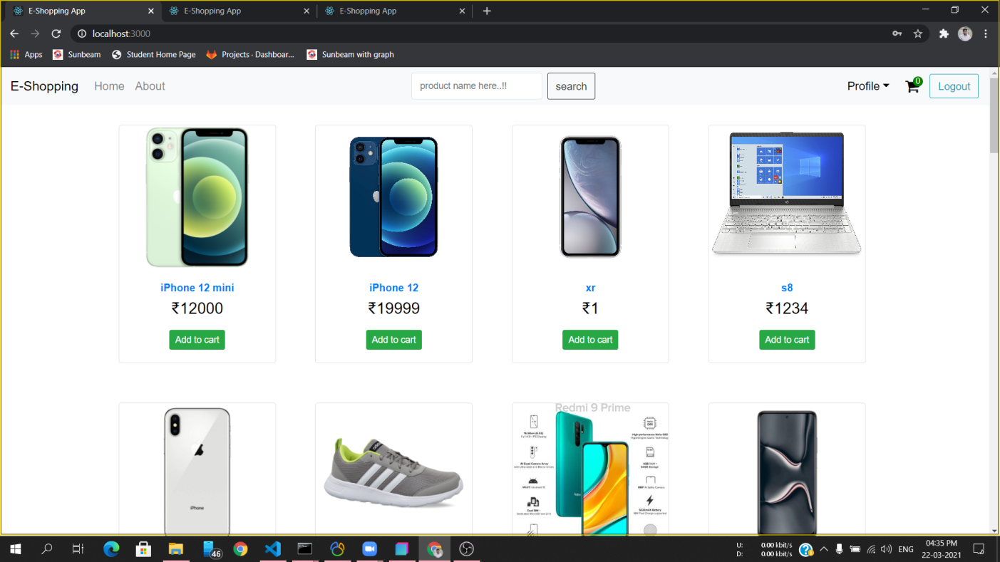 E-Shopping App
E-Shopping App
E-Shopping App
localhost:3000
Apps
Sunbeam
Student Home Page
Projects · Dashboar...
Sunbeam with graph
E-Shopping
Home
About
product name here..!!
search
Profile
0
Logout
iPhone 12 mini
iPhone 12
xr
s8
₹12000
₹19999
₹1
₹1234
Add to cart
Add to cart
Add to cart
Add to cart
iPhone
Redmi 9 Prime
46
U: 0.00 kbit/s
D: 0.00 kbit/s
ENG
04:35 PM
22-03-2021